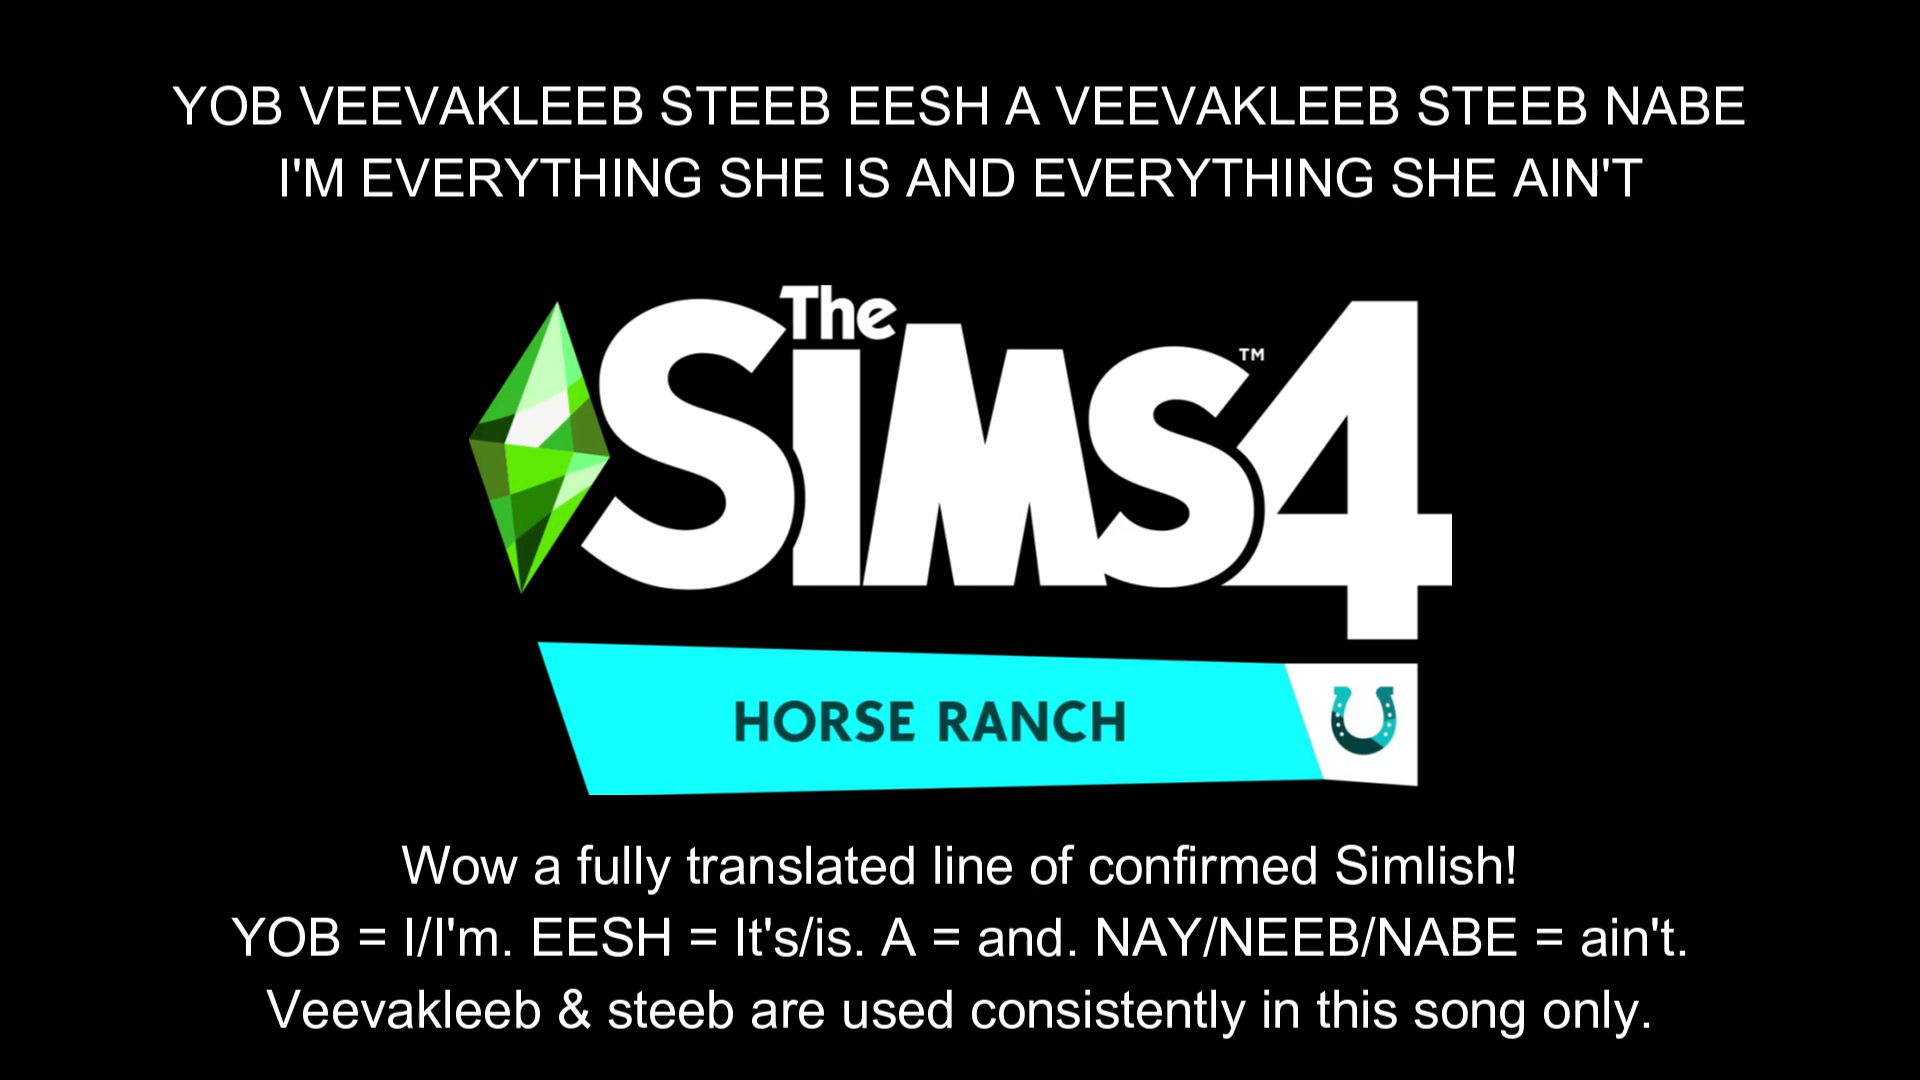 YOB VEEVAKLEEB STEEB EESH A VEEVAKLEEB STEEB NABE
I'M EVERYTHING SHE IS AND EVERYTHING SHE AIN'T
The
SiMS 4 ™
HORSE RANCH
Wow a fully translated line of confirmed Simlish!
YOB = I/I'm. EESH = It's/is. A = and. NAY/NEEB/NABE = ain't.
Veevakleeb & steeb are used consistently in this song only.